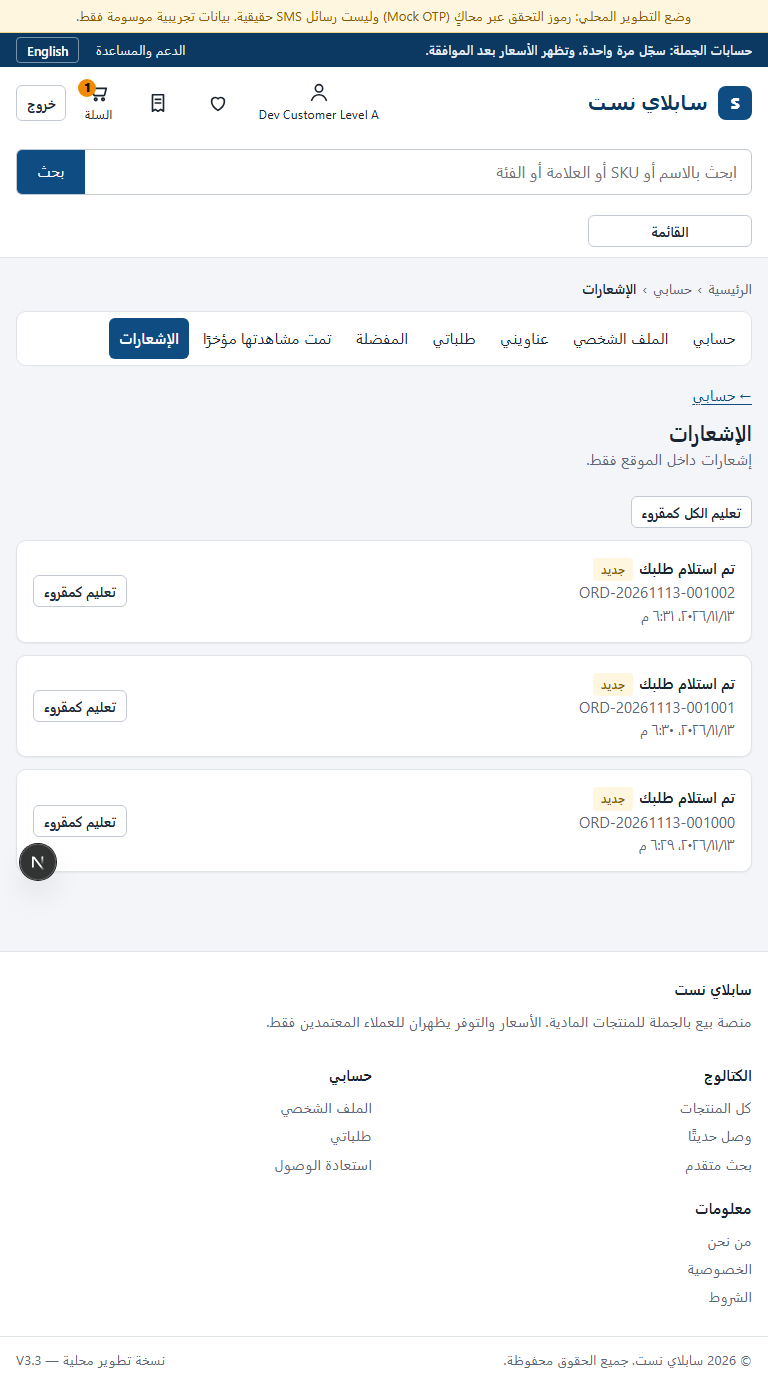 وضع التطوير المحلي: رموز التحقق عبر محاكٍ (Mock OTP) وليست رسائل SMS حقيقية. بيانات تجريبية موسومة فقط.
حسابات الجملة: سجّل مرة واحدة، وتظهر الأسعار بعد الموافقة.
الدعم والمساعدة
English
S
سابلاي نست
Dev Customer Level A
1
السلة
خروج
ابحث بالاسم أو SKU أو العلامة أو الفئة
بحث
القائمة
الرئيسية › حسابي › الإشعارات
حسابي
الملف الشخصي
عناويني
طلباتي
المفضلة
تمت مشاهدتها مؤخرًا
الإشعارات
← حسابي
الإشعارات
إشعارات داخل الموقع فقط.
تعليم الكل كمقروء
تم استلام طلبك جديد
ORD-20261113-001002
١٣‏/١١‏/٢٠٢٦، ٦:٣١ م
تعليم كمقروء
تم استلام طلبك جديد
ORD-20261113-001001
١٣‏/١١‏/٢٠٢٦، ٦:٣٠ م
تعليم كمقروء
تم استلام طلبك جديد
ORD-20261113-001000
١٣‏/١١‏/٢٠٢٦، ٦:٢٩ م
تعليم كمقروء
N
سابلاي نست
منصة بيع بالجملة للمنتجات المادية. الأسعار والتوفر يظهران للعملاء المعتمدين فقط.
الكتالوج
كل المنتجات
وصل حديثًا
بحث متقدم
حسابي
الملف الشخصي
طلباتي
استعادة الوصول
معلومات
من نحن
الخصوصية
الشروط
© 2026 سابلاي نست. جميع الحقوق محفوظة.
نسخة تطوير محلية — V3.3